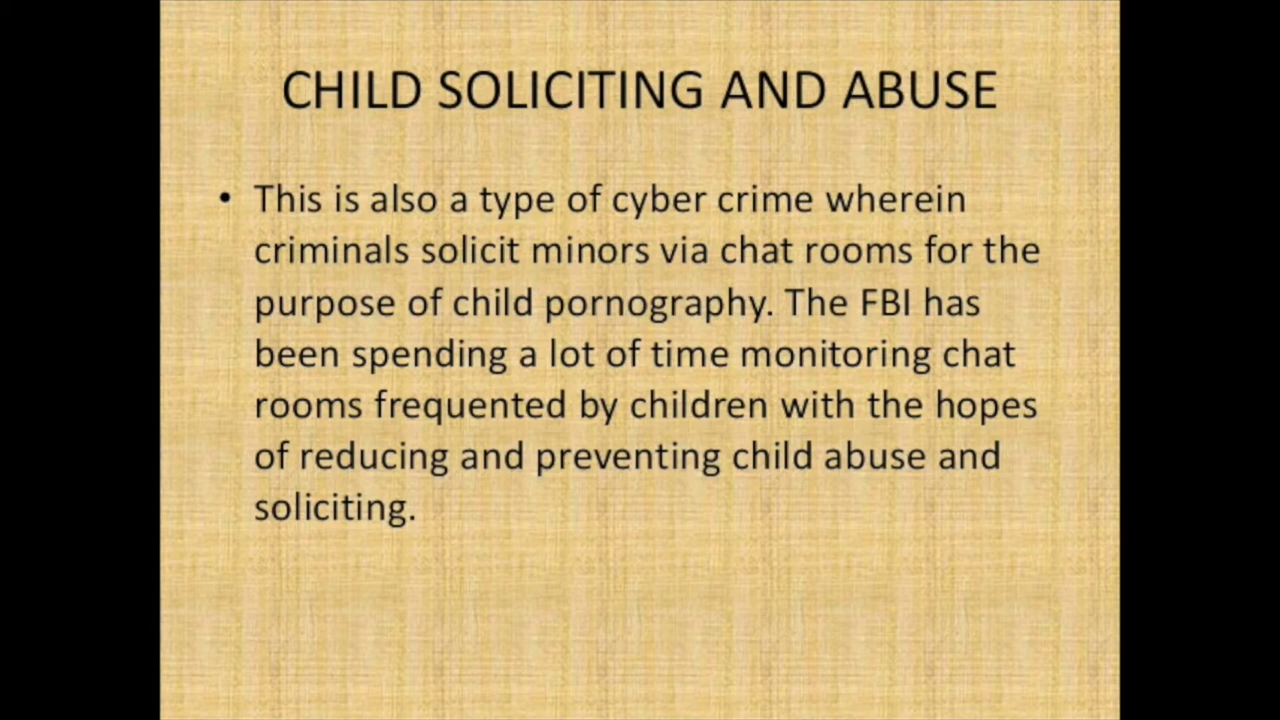 CHILD SOLICITING AND ABUSE
• This is also a type of cyber crime wherein
criminals solicit minors via chat rooms for the
purpose of child pornography. The FBI has
been spending a lot of time monitoring chat
rooms frequented by children with the hopes
of reducing and preventing child abuse and
soliciting.